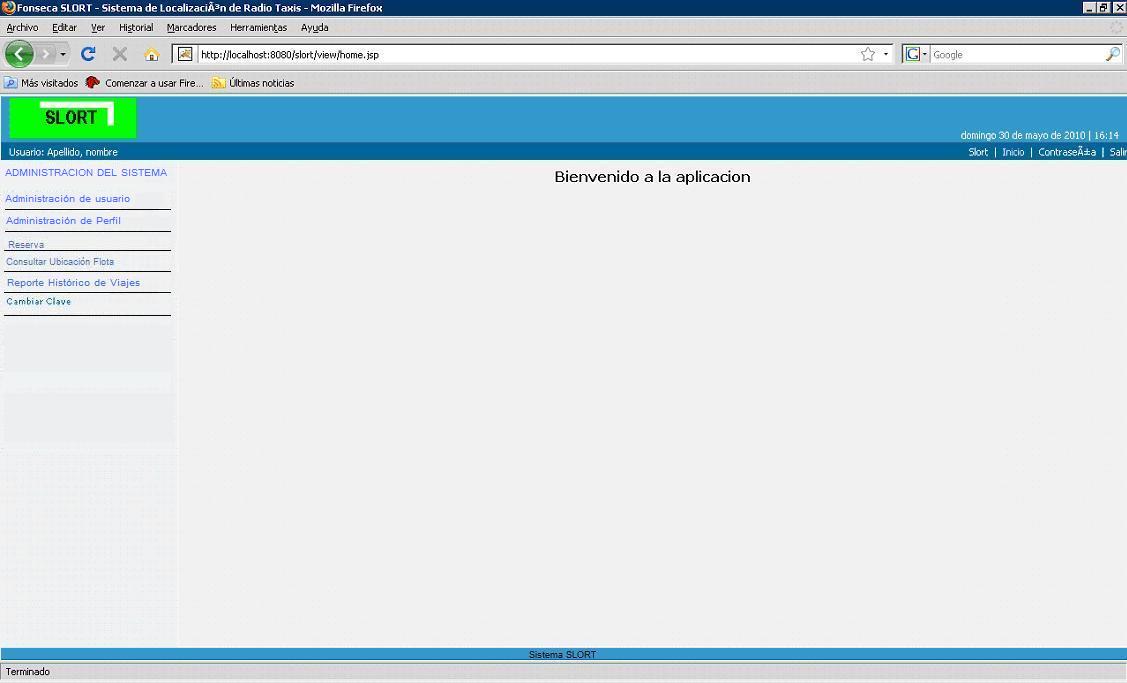 Fonseca SLORT - Sistema de LocalizaciÃ³n de Radio Taxis - Mozilla Firefox
Archivo Editar Ver Historial Marcadores Herramientas Ayuda
http://localhost:8080/slort/view/home.jsp
Google
Más visitados Comenzar a usar Fire... Últimas noticias
SLORT
domingo 30 de mayo de 2010 | 16:14
Usuario: Apellido, nombre
Slort | Inicio | ContraseÃ±a | Salir
ADMINISTRACION DEL SISTEMA
Bienvenido a la aplicacion
Administración de usuario
Administración de Perfil
Reserva
Consultar Ubicación Flota
Reporte Histórico de Viajes
Cambiar Clave
Sistema SLORT
Terminado